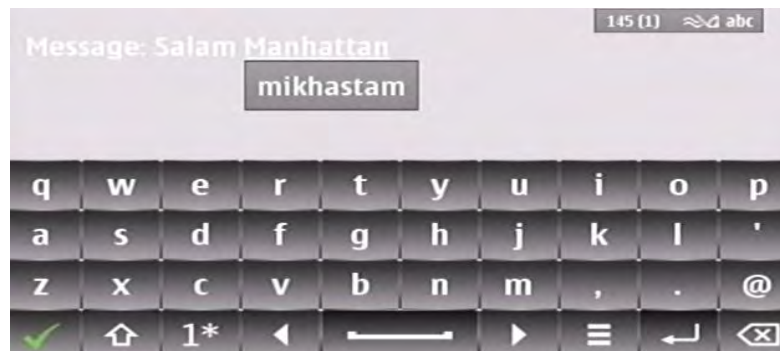 145 (1) abc
Message: Salam Manhattan
mikhastam
q w e r t y u i o p
a s d f g h j k l '
z x c v b n m , . @
1*